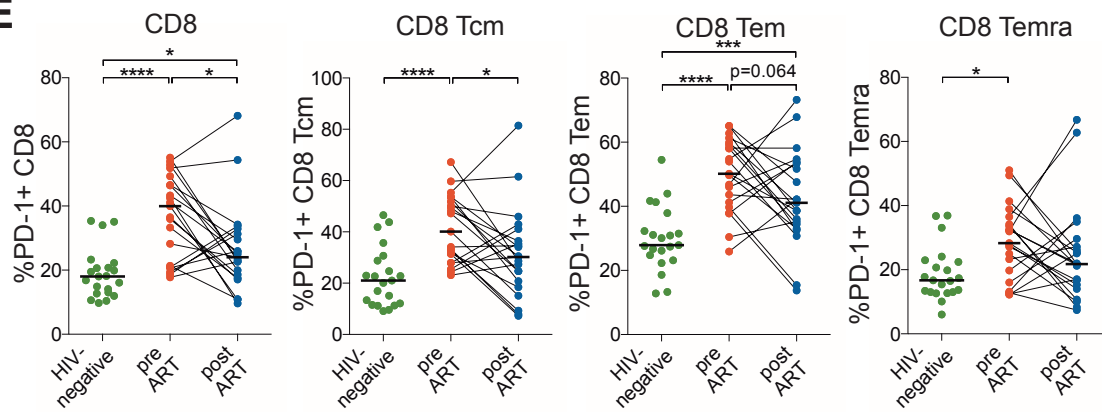 E
CD8
*
****
*
80
60
40
20
0
%PD-1+ CD8
HIV-
negative
pre
ART
post
ART
CD8 Tcm
****
*
100
80
60
40
20
0
%PD-1+ CD8 Tcm
HIV-
negative
pre
ART
post
ART
CD8 Tem
***
****
p=0.064
80
60
40
20
0
%PD-1+ CD8 Tem
HIV-
negative
pre
ART
post
ART
CD8 Temra
*
80
60
40
20
0
%PD-1+ CD8 Temra
HIV-
negative
pre
ART
post
ART